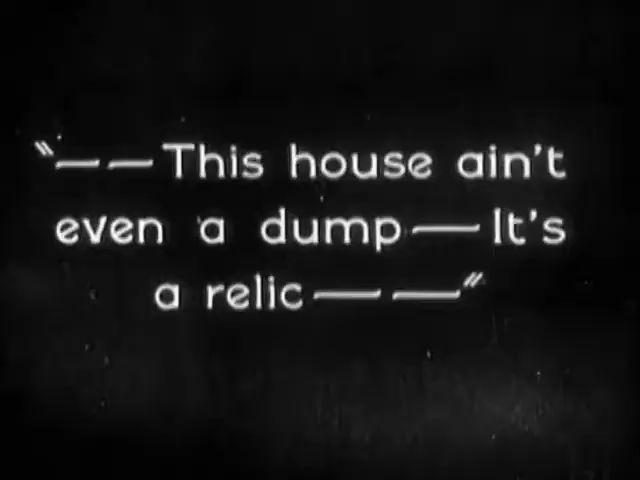 "— — This house ain't
even a dump — It's
a relic — — "